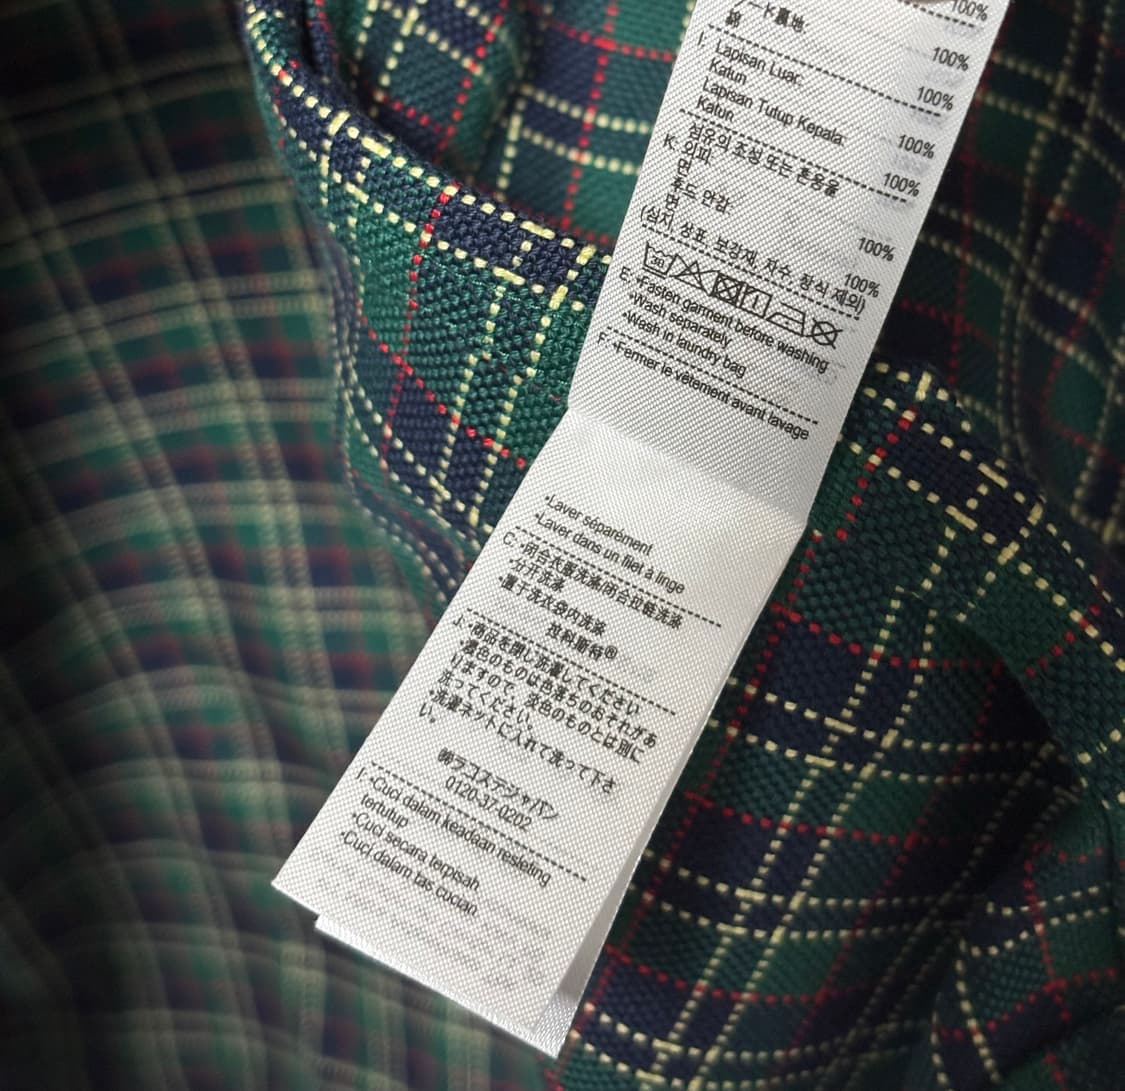 100%
ード裏地
綿 100%
I: Lapisan Luar:
Katun 100%
Lapisan Tutup Kepala:
Katun 100%
섬유의 조성 또는 혼용율
K: 외피: 100%
면
후드 안감: 100%
면 100%
(심지, 상표, 보강재, 자수, 장식 제외)
30
E: •Fasten garment before washing
•Wash separately
•Wash in laundry bag
F: •Fermer le vêtement avant lavage
•Laver séparément
•Laver dans un filet à linge
C: •闭合衣服洗涤/闭合拉链洗涤
•分开洗涤
•置于洗衣袋内洗涤
®
J: •商品を閉じ洗濯してください
•濃色のものは色落ちのおそれがあ
りますので、淡色のものとは別に
洗ってください。
•洗濯ネットに入れて洗って下さ
い。
㈱ラコステジャパン
0120-37-0202
I: •Cuci dalam keadaan resleting
tertutup
•Cuci secara terpisah
•Cuci dalam tas cucian